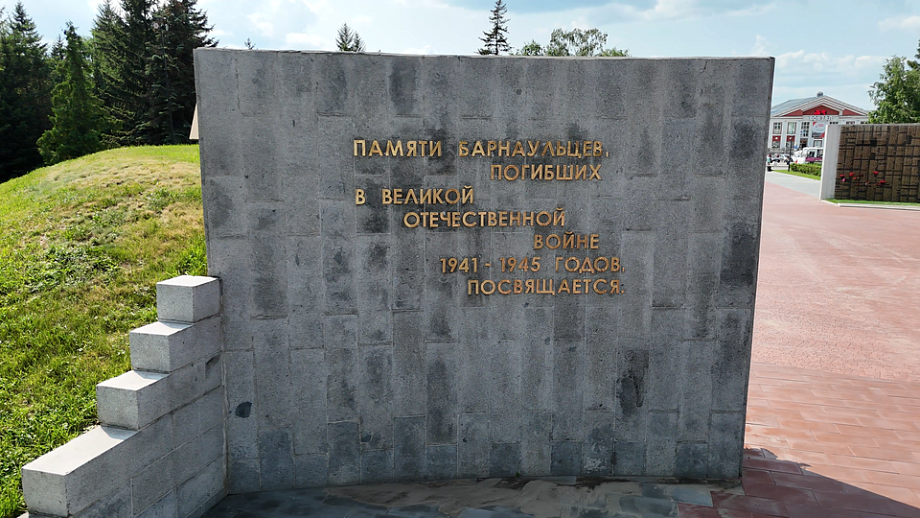 ПАМЯТИ БАРНАУЛЬЦЕВ,
ПОГИБШИХ
В ВЕЛИКОЙ
ОТЕЧЕСТВЕННОЙ
ВОЙНЕ
1941-1945 ГОДОВ,
ПОСВЯЩАЕТСЯ.